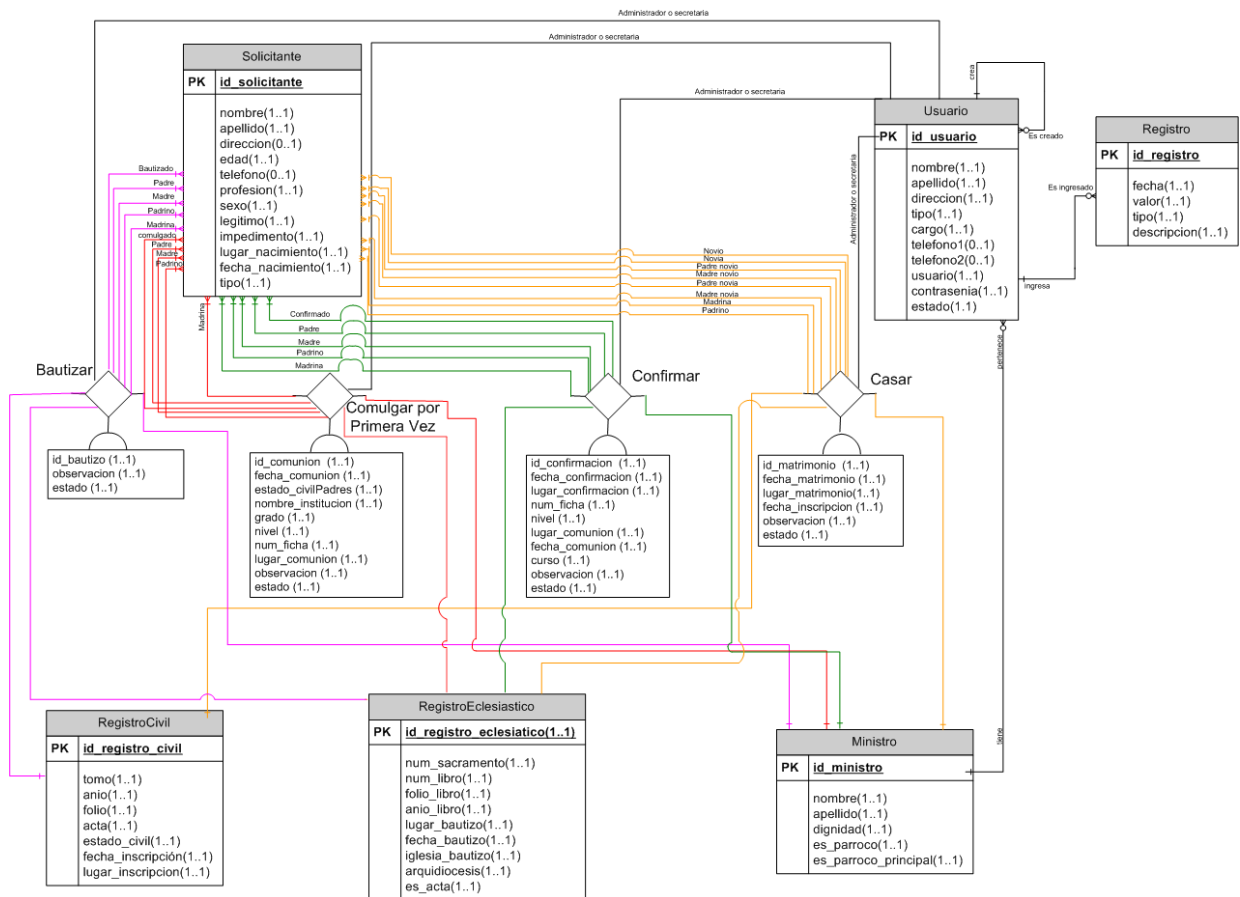 Administrador o secretaria
Administrador o secretaria
Administrador o secretaria
Administrador o secretaria
Solicitante
PK id_solicitante
nombre(1..1)
apellido(1..1)
direccion(0..1)
edad(1..1)
telefono(0..1)
profesion(1..1)
sexo(1..1)
legitimo(1..1)
impedimento(1..1)
lugar_nacimiento(1..1)
fecha_nacimiento(1..1)
tipo(1..1)
Usuario
PK id_usuario
nombre(1..1)
apellido(1..1)
direccion(1..1)
tipo(1..1)
cargo(1..1)
telefono1(0..1)
telefono2(0..1)
usuario(1..1)
contrasenia(1..1)
estado(1.1)
crea
Es creado
Registro
PK id_registro
fecha(1..1)
valor(1..1)
tipo(1..1)
descripcion(1..1)
Es ingresado
ingresa
pertenece
tiene
Bautizado
Padre
Madre
Padrino
Madrina
comulgado
Padre
Madre
Padrino
Madrina
Confirmado
Padre
Madre
Padrino
Madrina
Novio
Novia
Padre novio
Madre novio
Padre novia
Madre novia
Madrina
Padrino
Bautizar
Comulgar por
Primera Vez
Confirmar
Casar
id_bautizo (1..1)
observacion (1..1)
estado (1..1)
id_comunion (1..1)
fecha_comunion (1..1)
estado_civilPadres (1..1)
nombre_institucion (1..1)
grado (1..1)
nivel (1..1)
num_ficha (1..1)
lugar_comunion (1..1)
observacion (1..1)
estado (1..1)
id_confirmacion (1..1)
fecha_confirmacion (1..1)
lugar_confirmacion (1..1)
num_ficha (1..1)
nivel (1..1)
lugar_comunion (1..1)
fecha_comunion (1..1)
curso (1..1)
observacion (1..1)
estado (1..1)
id_matrimonio (1..1)
fecha_matrimonio (1..1)
lugar_matrimonio(1..1)
fecha_inscripcion (1..1)
observacion (1..1)
estado (1..1)
RegistroCivil
PK id_registro_civil
tomo(1..1)
anio(1..1)
folio(1..1)
acta(1..1)
estado_civil(1..1)
fecha_inscripción(1..1)
lugar_inscripcion(1..1)
RegistroEclesiastico
PK id_registro_eclesiatico(1..1)
num_sacramento(1..1)
num_libro(1..1)
folio_libro(1..1)
anio_libro(1..1)
lugar_bautizo(1..1)
fecha_bautizo(1..1)
iglesia_bautizo(1..1)
arquidiocesis(1..1)
es_acta(1..1)
Ministro
PK id_ministro
nombre(1..1)
apellido(1..1)
dignidad(1..1)
es_parroco(1..1)
es_parroco_principal(1..1)